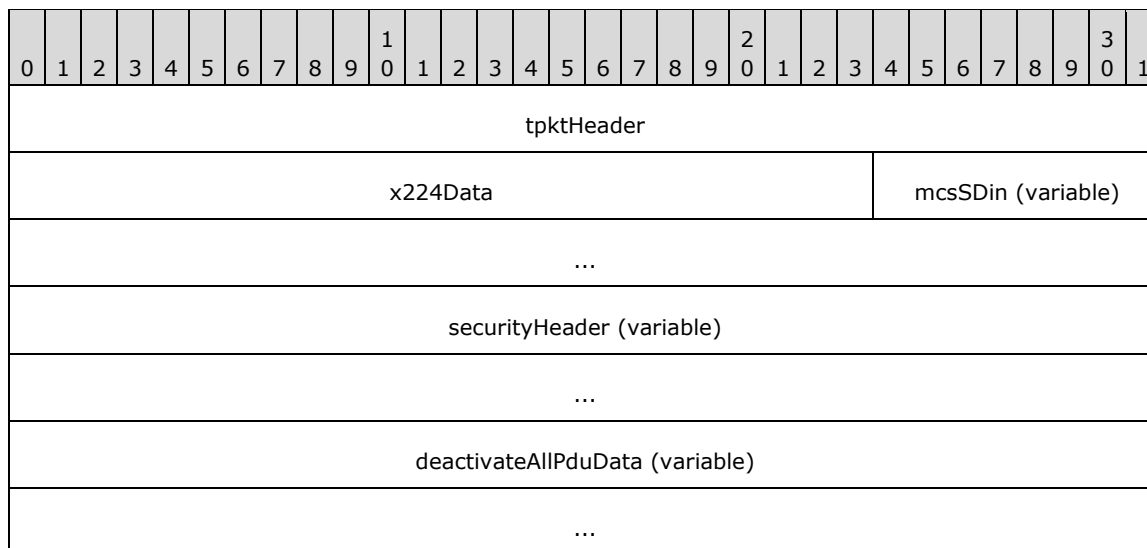 1 2 3
0 1 2 3 4 5 6 7 8 9 0 1 2 3 4 5 6 7 8 9 0 1 2 3 4 5 6 7 8 9 0 1
tpktHeader
x224Data mcsSDin (variable)
...
securityHeader (variable)
...
deactivateAllPduData (variable)
...